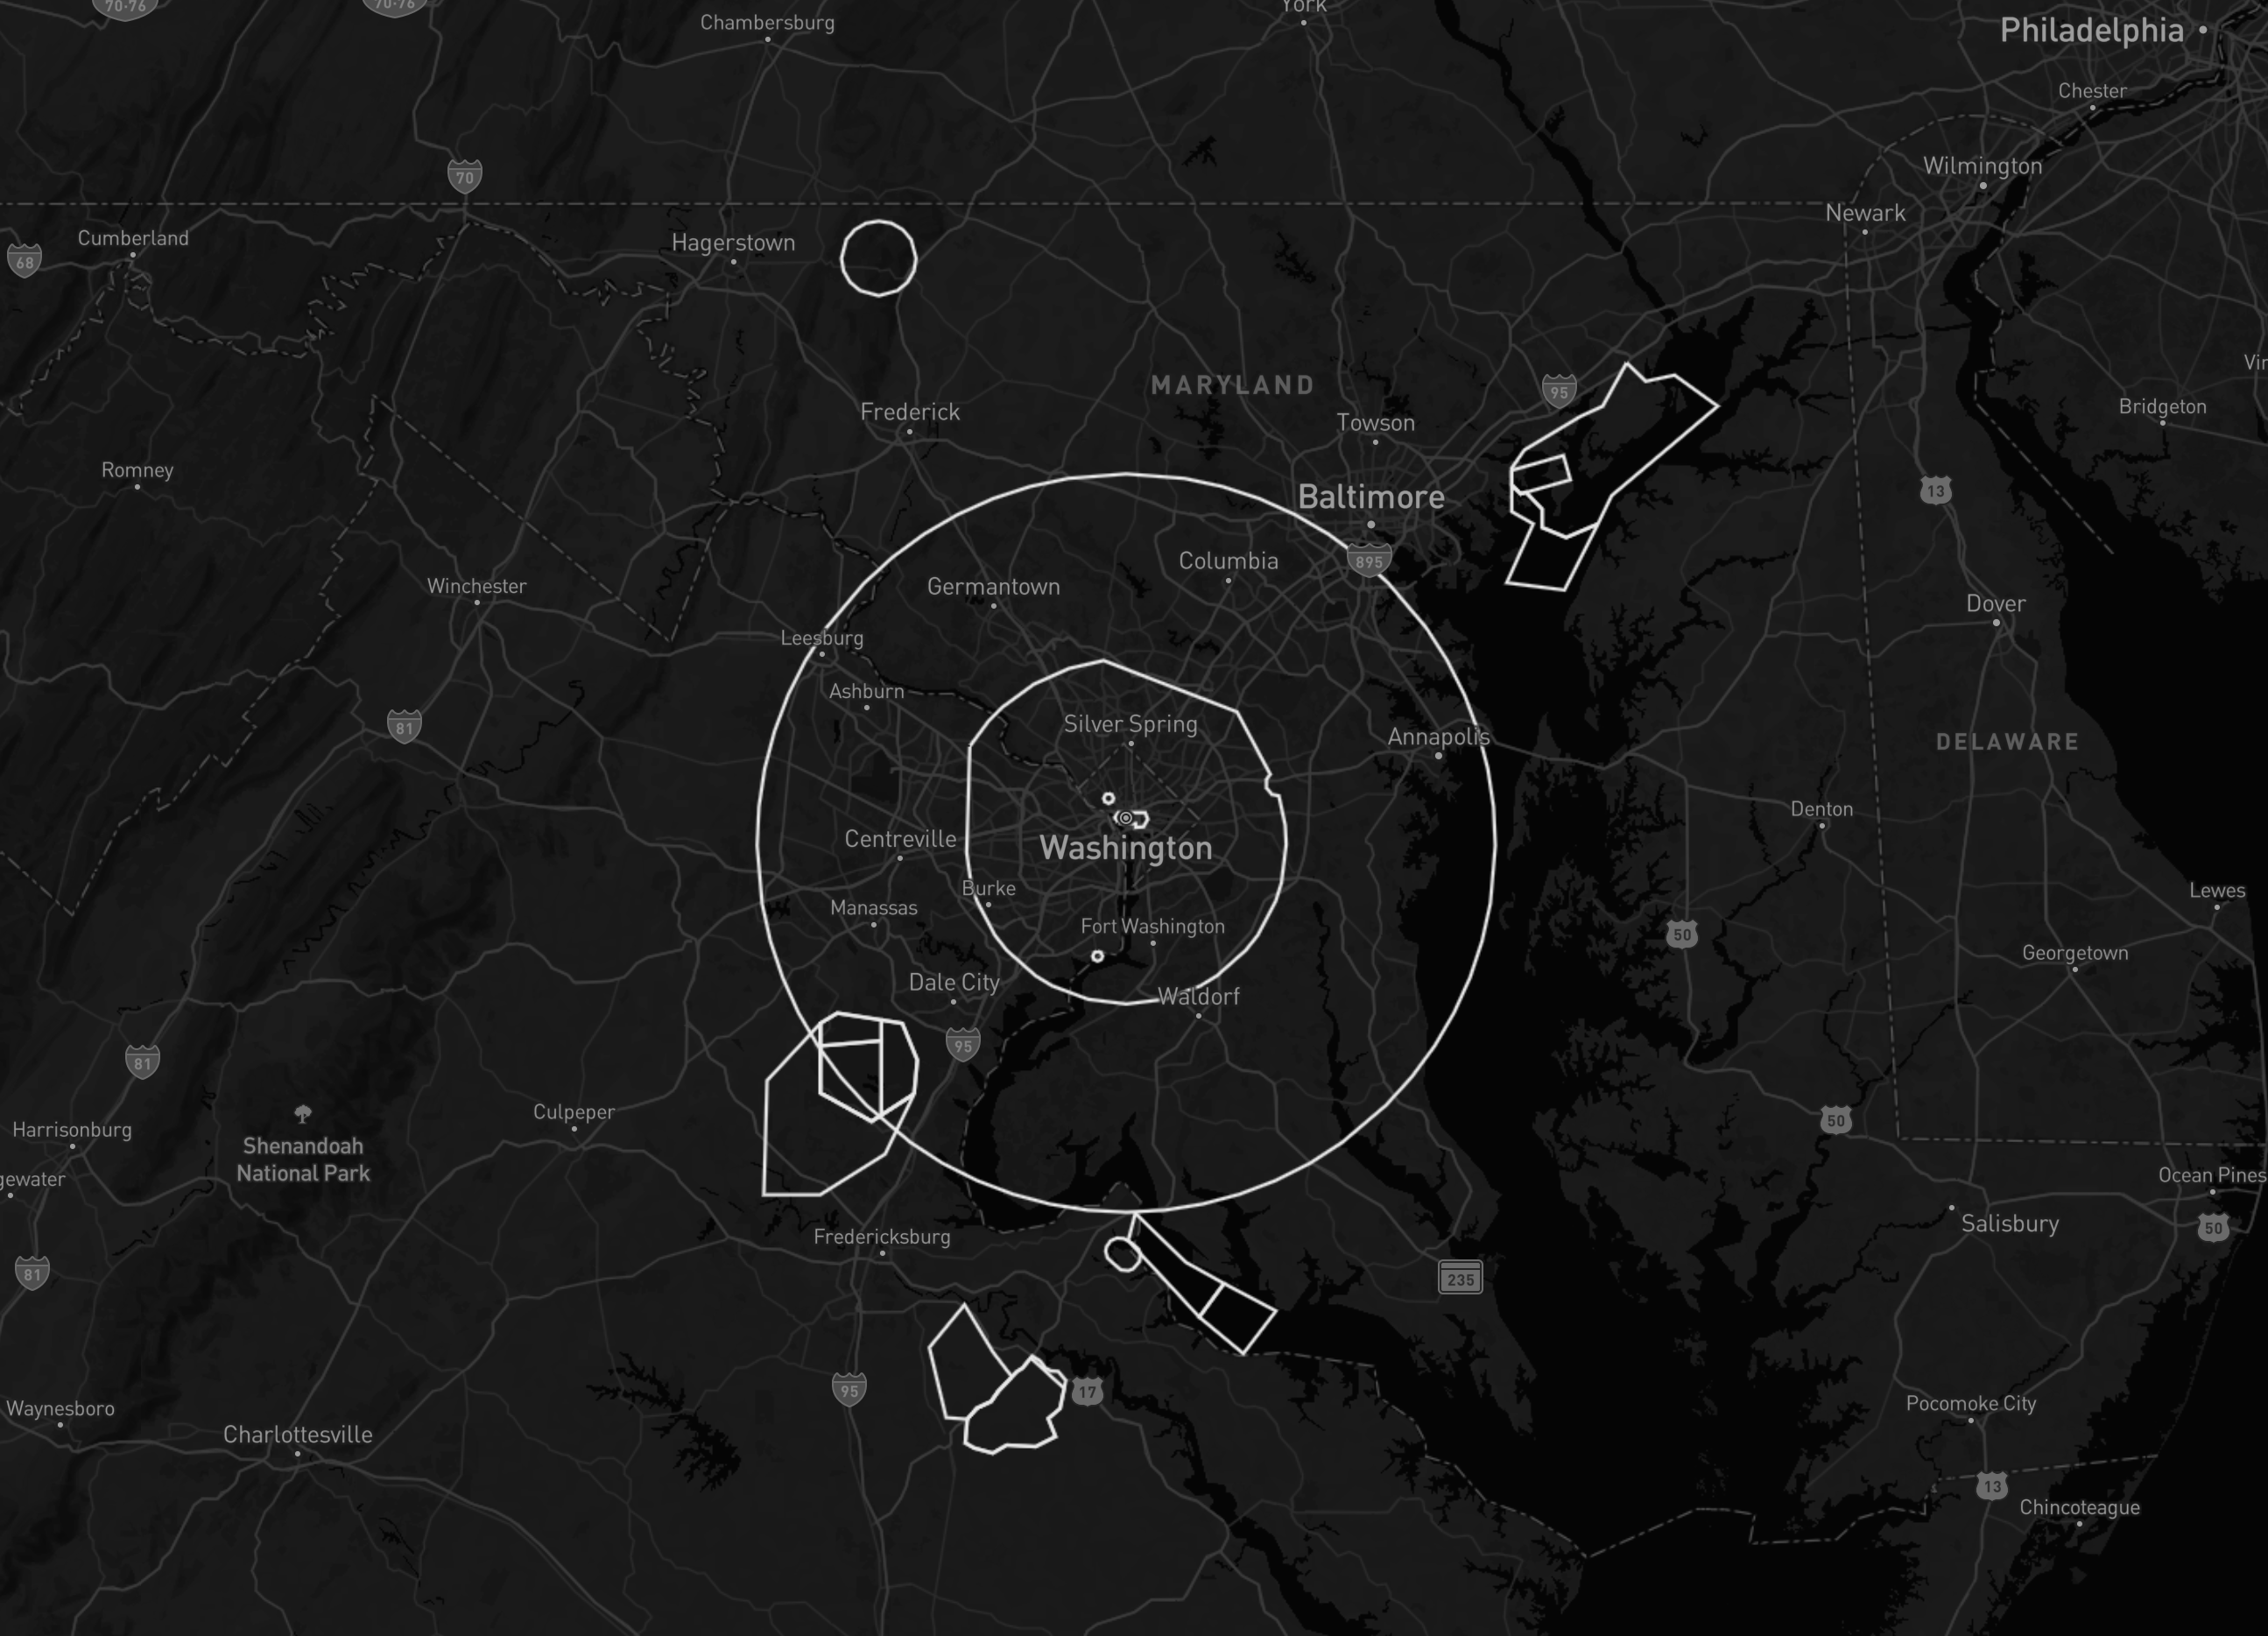 70-76
70-76
Chambersburg
York
Philadelphia
Chester
70
Wilmington
Newark
Cumberland
68
Hagerstown
MARYLAND
95
Frederick
Towson
Bridgeton
Romney
Baltimore
13
Winchester
Germantown
Columbia
895
Dover
Leesburg
Ashburn
81
Silver Spring
Annapolis
DELAWARE
Centreville
Washington
Denton
Burke
Manassas
Fort Washington
50
Lewes
Dale City
Waldorf
Georgetown
95
81
Harrisonburg
Shenandoah
National Park
Culpeper
50
gewater
Ocean Pines
Fredericksburg
Salisbury
50
81
235
95
17
Waynesboro
Charlottesville
Pocomoke City
13
Chincoteague